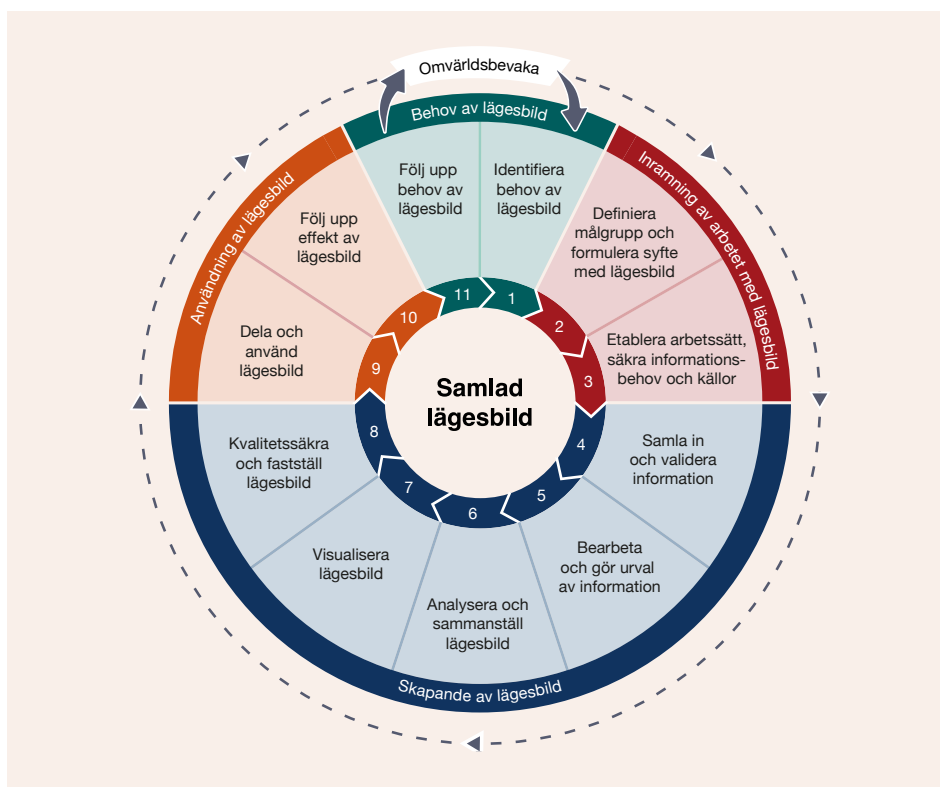 Omvärldsbevaka
Behov av lägesbild
Identifiera
behov av
lägesbild
1
Inramning av arbetet med lägesbild
Definiera
målgrupp och
formulera syfte
med lägesbild
2
Etablera arbetssätt,
säkra informations-
behov och källor
3
Skapande av lägesbild
Samla in
och validera
information
4
Bearbeta
och gör urval
av information
5
Analysera och
sammanställ
lägesbild
6
Visualisera
lägesbild
7
Kvalitetssäkra
och fastställ
lägesbild
8
Användning av lägesbild
Dela och
använd
lägesbild
9
Följ upp
effekt av
lägesbild
10
Följ upp
behov av
lägesbild
11
Samlad
lägesbild